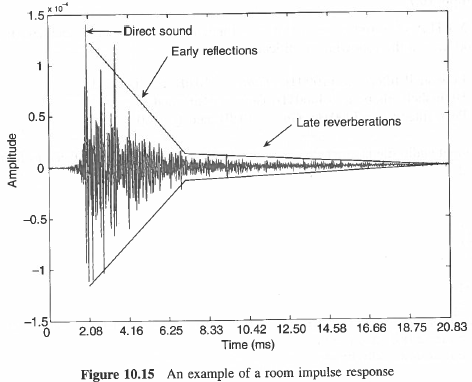 1.5 × 10⁻⁴
Direct sound
Early reflections
1
0.5
Late reverberations
Amplitude
0
−0.5
−1
−1.5
0 2.08 4.16 6.25 8.33 10.42 12.50 14.58 16.66 18.75 20.83
Time (ms)
Figure 10.15 An example of a room impulse response